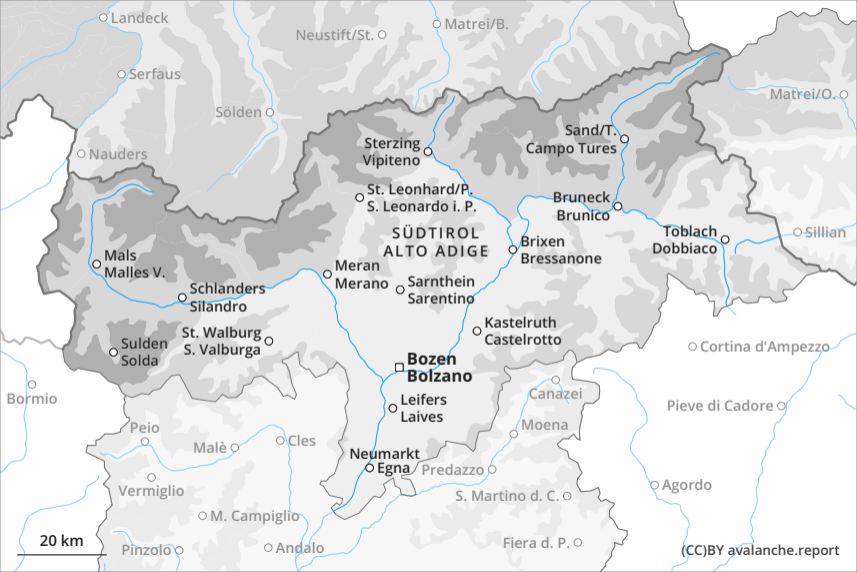 Landeck
Matrei/B.
Neustift/St.
Serfaus
Matrei/O.
Sölden
Sand/T.
Campo Tures
Sterzing
Vipiteno
Nauders
St. Leonhard/P.
S. Leonardo i. P.
Bruneck
Brunico
SÜDTIROL
ALTO ADIGE
Toblach
Dobbiaco
Sillian
Brixen
Bressanone
Mals
Malles V.
Meran
Merano
Schlanders
Silandro
Sarnthein
Sarentino
St. Walburg
S. Valburga
Kastelruth
Castelrotto
Sulden
Solda
Cortina d'Ampezzo
Bozen
Bolzano
Bormio
Canazei
Leifers
Laives
Pieve di Cadore
Peio
Moena
Cles
Malè
Neumarkt
Egna
Predazzo
Vermiglio
Agordo
S. Martino d. C.
M. Campiglio
20 km
Pinzolo
Andalo
Fiera d. P.
(CC)BY avalanche.report